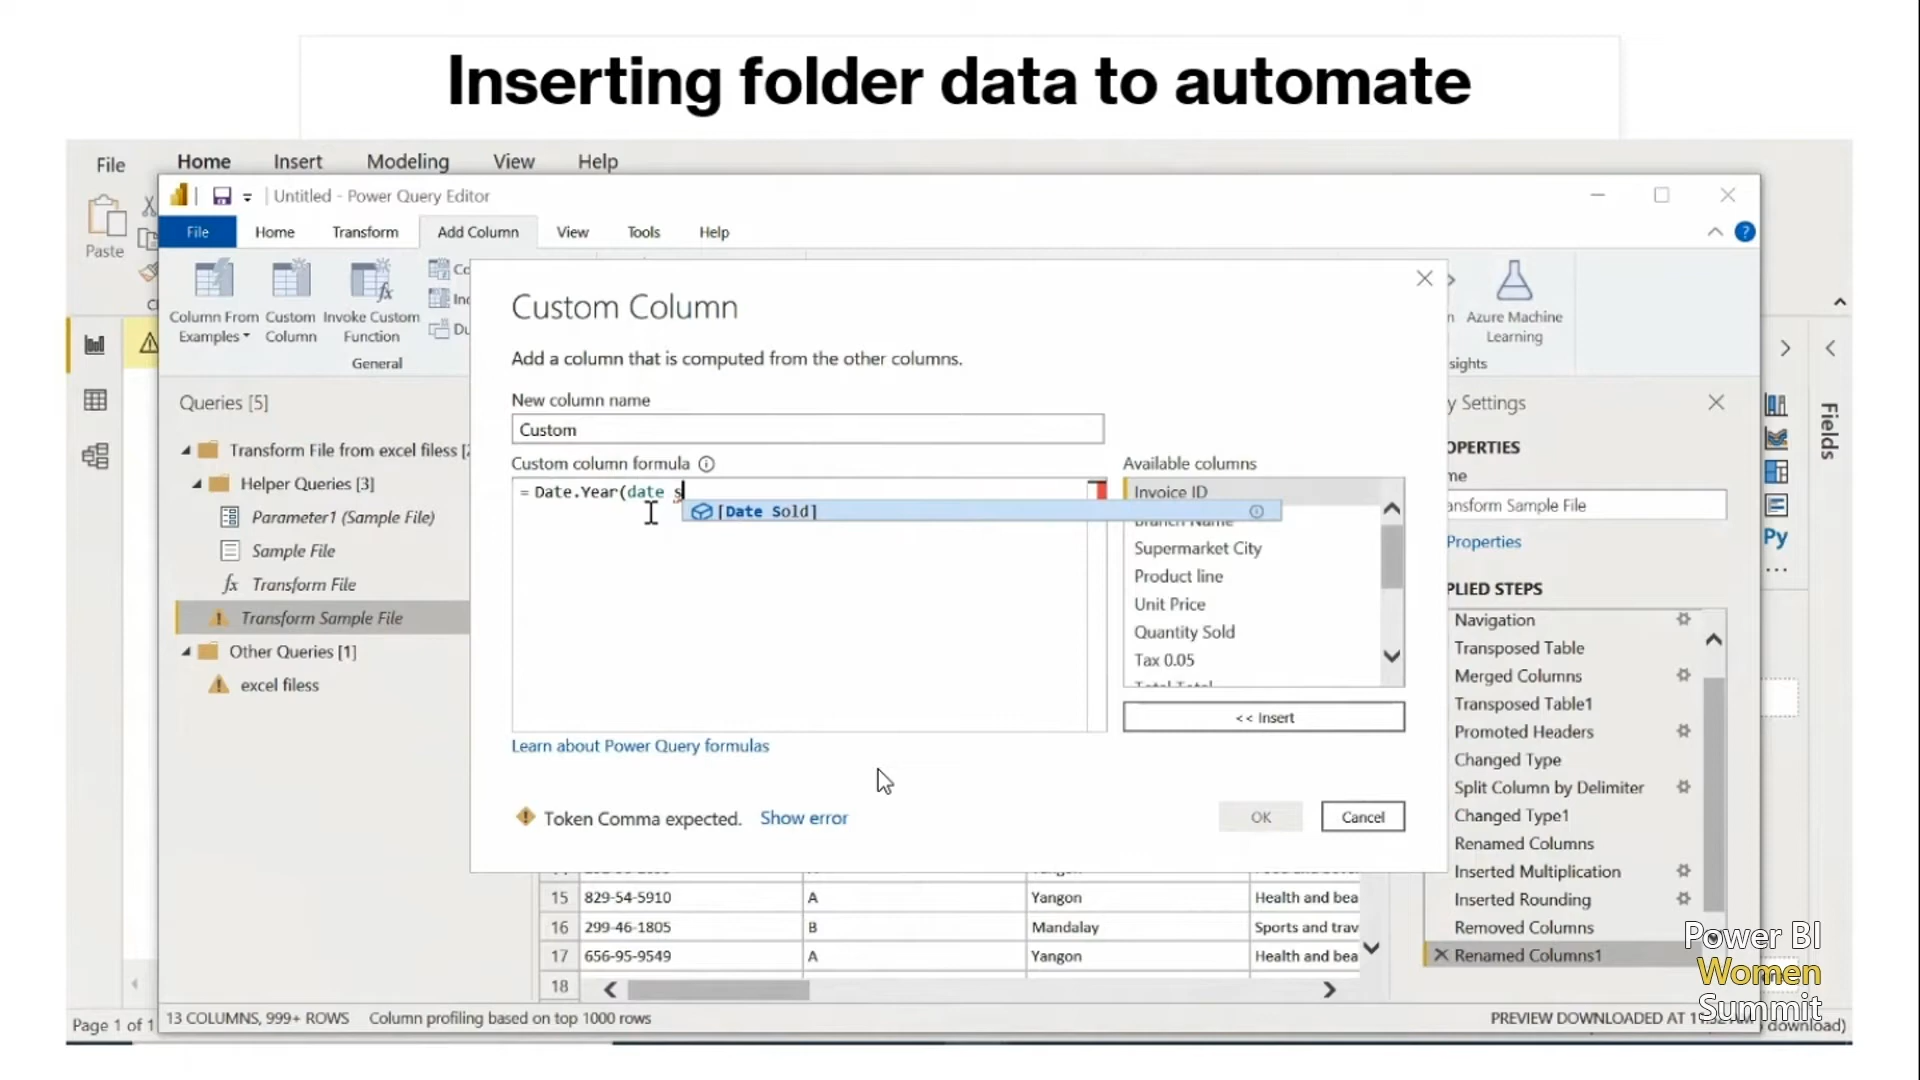 Inserting folder data to automate
File Home Insert Modeling View Help
Paste
Untitled - Power Query Editor
File Home Transform Add Column View Tools Help
Column From Examples
Custom Column
Invoke Custom Function
General
Azure Machine Learning
Queries [5]
Transform File from excel filess [
Helper Queries [3]
Parameter1 (Sample File)
Sample File
fx Transform File
Transform Sample File
Other Queries [1]
excel filess
Custom Column
Add a column that is computed from the other columns.
New column name
Custom
Custom column formula
Available columns
= Date.Year(date s
[Date Sold]
Invoice ID
Branch Name
Supermarket City
Product line
Unit Price
Quantity Sold
Tax 0.05
<< Insert
Learn about Power Query formulas
Token Comma expected. Show error
OK
Cancel
15 829-54-5910 A Yangon Health and bea
16 299-46-1805 B Mandalay Sports and trav
17 656-95-9549 A Yangon Health and bea
18
y Settings
OPERTIES
me
ansform Sample File
Properties
PLIED STEPS
Navigation
Transposed Table
Merged Columns
Transposed Table1
Promoted Headers
Changed Type
Split Column by Delimiter
Changed Type1
Renamed Columns
Inserted Multiplication
Inserted Rounding
Removed Columns
Renamed Columns1
Fields
Py
Power BI
Women
Summit
Page 1 of 1
13 COLUMNS, 999+ ROWS Column profiling based on top 1000 rows
PREVIEW DOWNLOADED AT
download)